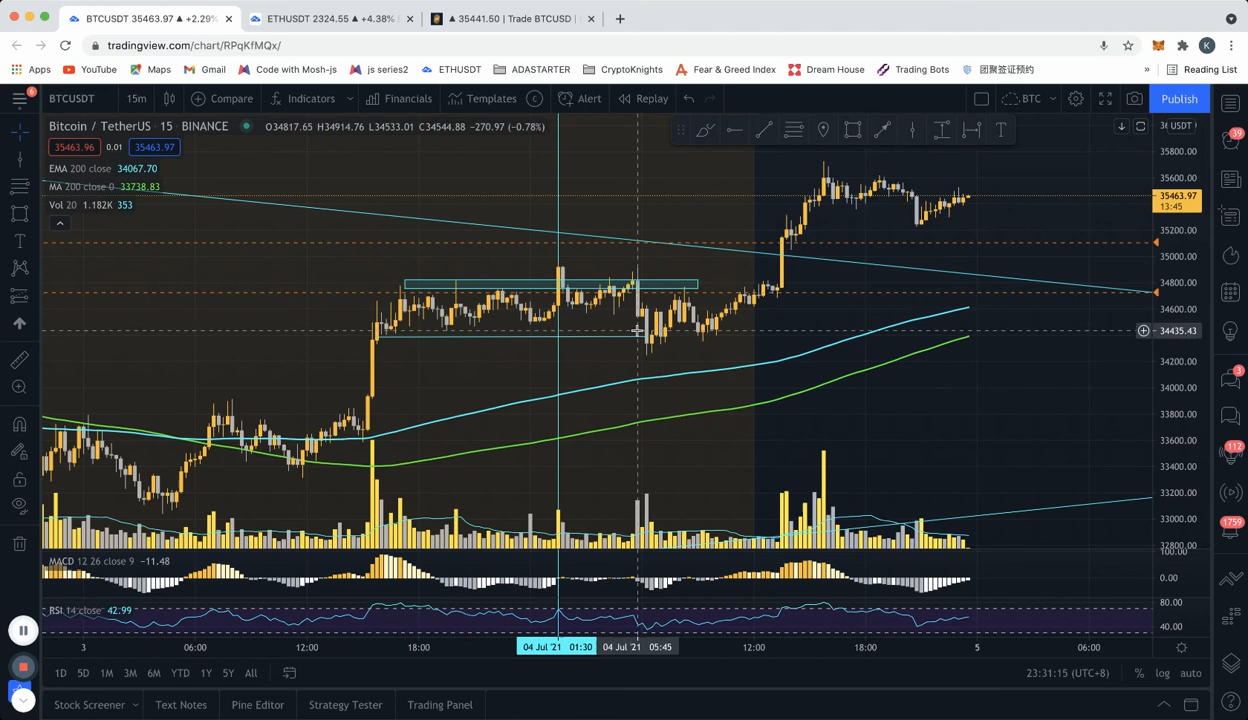 BTCUSDT 35463.97 ▲ +2.29%
ETHUSDT 2324.55 ▲ +4.38%
▲ 35441.50 | Trade BTCUSD |
tradingview.com/chart/RPqKfMQx/
K
Apps YouTube Maps Gmail Code with Mosh-js js series2 ETHUSDT ADASTARTER CryptoKnights Fear & Greed Index Dream House Trading Bots 团聚签证预约 » Reading List
6
BTCUSDT 15m Compare Indicators Financials Templates C Alert Replay BTC Publish
Bitcoin / TetherUS · 15 · BINANCE O34817.65 H34914.76 L34533.01 C34544.88 −270.97 (−0.78%)
35463.96 0.01 35463.97
EMA 200 close 34067.70
MA 200 close 0 33738.83
Vol 20 1.182K 353
USDT
35800.00
35600.00
35463.97
13:45
35200.00
35000.00
34800.00
34600.00
34435.43
34200.00
34000.00
33800.00
33600.00
33400.00
33200.00
33000.00
32800.00
MACD 12 26 close 9 −11.48
100.00
0.00
RSI 14 close 42.99
80.00
40.00
3 06:00 12:00 18:00 04 Jul '21 01:30 04 Jul '21 05:45 12:00 18:00 5 06:00
1D 5D 1M 3M 6M YTD 1Y 5Y All 23:31:15 (UTC+8) % log auto
Stock Screener Text Notes Pine Editor Strategy Tester Trading Panel
39
3
112
1759